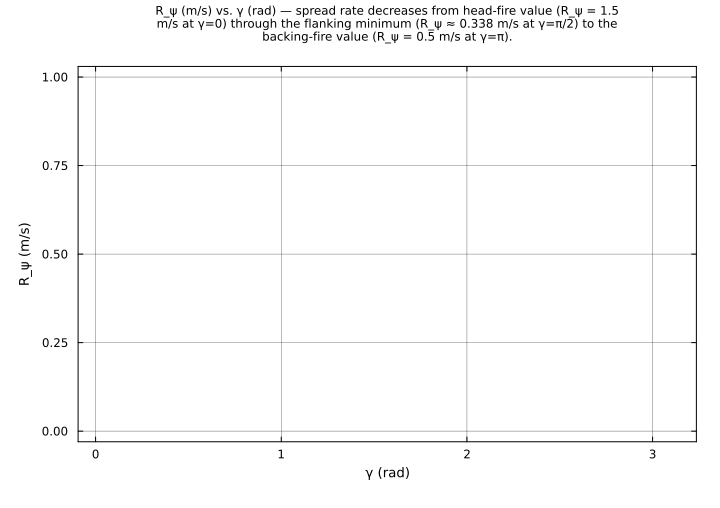 R_ψ (m/s) vs. γ (rad) — spread rate decreases from head-fire value (R_ψ = 1.5
m/s at γ=0) through the flanking minimum (R_ψ ≈ 0.338 m/s at γ=π/2) to the
backing-fire value (R_ψ = 0.5 m/s at γ=π).
1.00
0.75
0.50
0.25
0.00
R_ψ (m/s)
0 1 2 3
γ (rad)